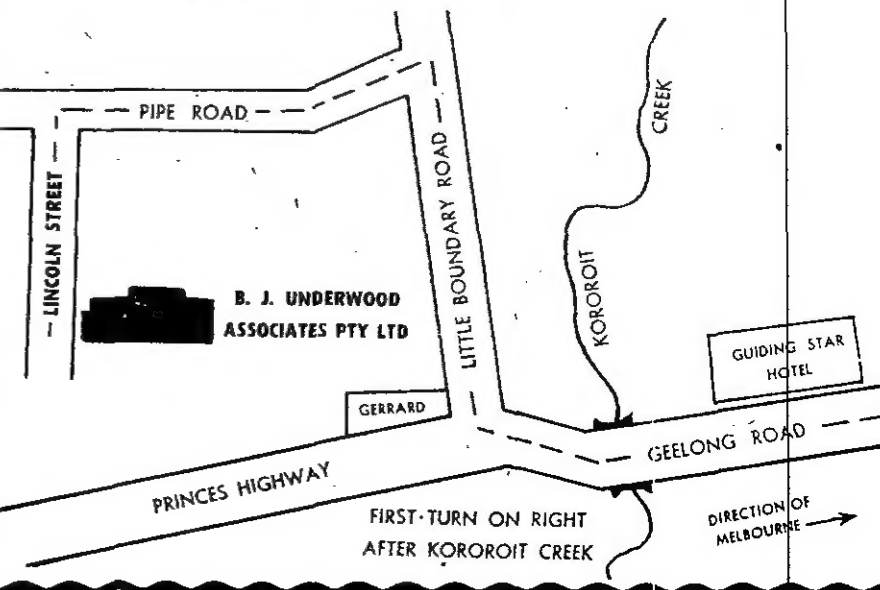 PIPE ROAD
CREEK
LINCOLN STREET
LITTLE BOUNDARY ROAD
B. J. UNDERWOOD
ASSOCIATES PTY LTD
KOROROIT
GUIDING STAR
HOTEL
GERRARD
GEELONG ROAD
PRINCES HIGHWAY
FIRST TURN ON RIGHT
AFTER KOROROIT CREEK
DIRECTION OF
MELBOURNE